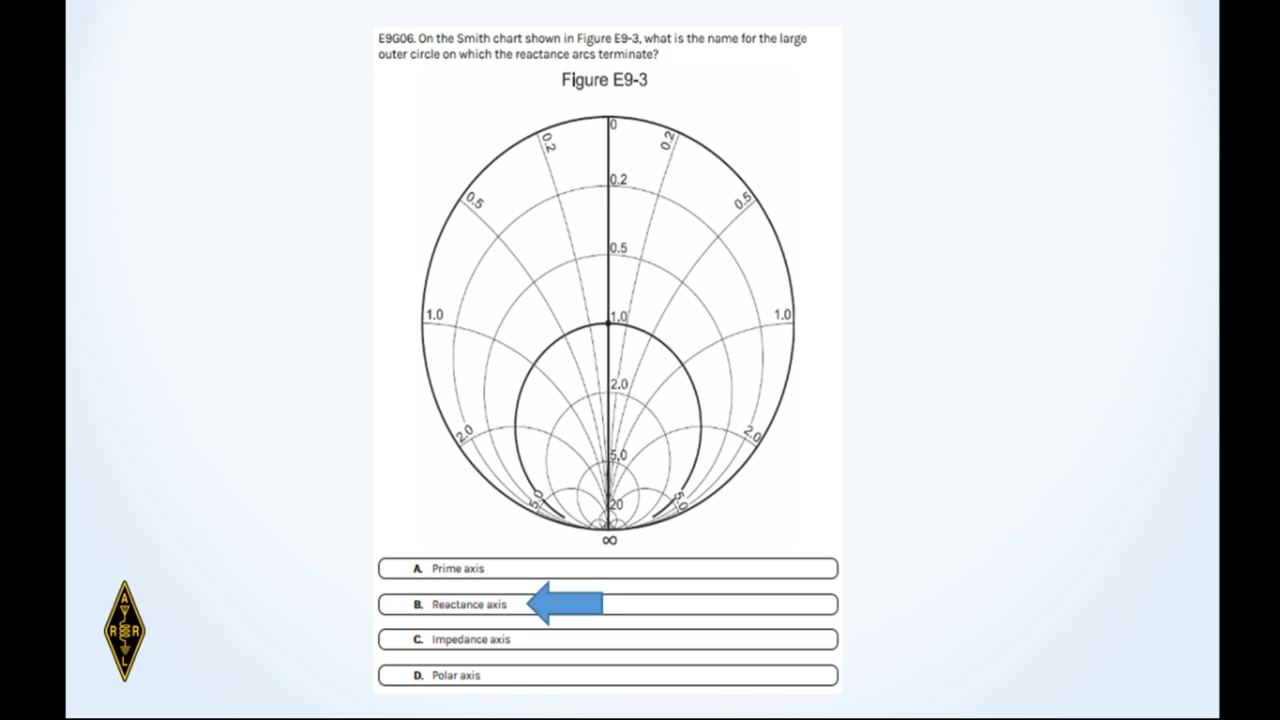 E9G06. On the Smith chart shown in Figure E9-3, what is the name for the large
outer circle on which the reactance arcs terminate?
Figure E9-3
0
0.2
0.2
0.2
0.5
0.5
0.5
1.0
1.0
1.0
2.0
2.0
2.0
5.0
5.0
5.0
20
∞
A. Prime axis
B. Reactance axis
C. Impedance axis
D. Polar axis
A
R R
L